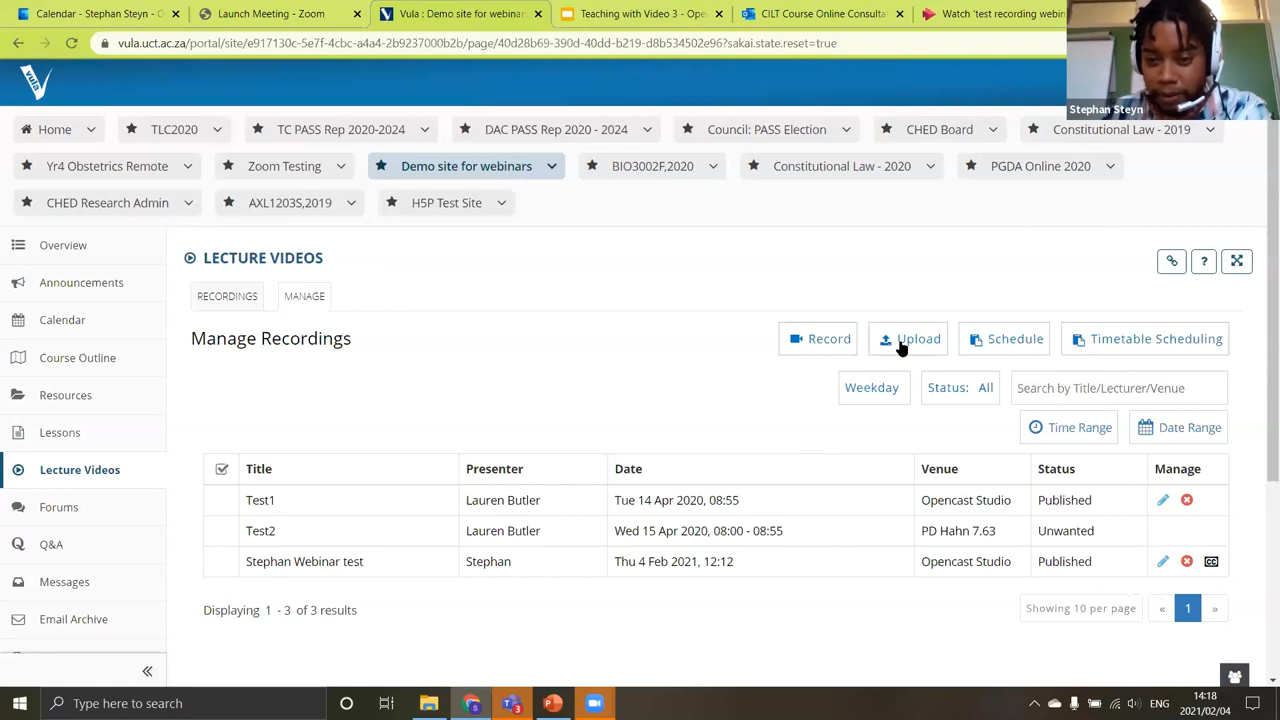 Calendar - Stephan Steyn - Out
Launch Meeting - Zoom
Vula : Demo site for webinars
Teaching with Video 3 - Open
CILT Course Online Consulta
Watch 'test recording webin
vula.uct.ac.za/portal/site/e917130c-5e7f-4cbc-a4a4-2b9237000b2b/page/40d28b69-390d-40dd-b219-d8b534502e96?sakai.state.reset=true
vula
Stephan Steyn
Home TLC2020 TC PASS Rep 2020-2024 DAC PASS Rep 2020 - 2024 Council: PASS Election CHED Board Constitutional Law - 2019
Yr4 Obstetrics Remote Zoom Testing Demo site for webinars BIO3002F,2020 Constitutional Law - 2020 PGDA Online 2020
CHED Research Admin AXL1203S,2019 H5P Test Site
Overview
Announcements
Calendar
Course Outline
Resources
Lessons
Lecture Videos
Forums
Q&A
Messages
Email Archive
LECTURE VIDEOS
?
RECORDINGS MANAGE
Manage Recordings
Record Upload Schedule Timetable Scheduling
Weekday Status: All Search by Title/Lecturer/Venue
Time Range Date Range
Title Presenter Date Venue Status Manage
Test1 Lauren Butler Tue 14 Apr 2020, 08:55 Opencast Studio Published
Test2 Lauren Butler Wed 15 Apr 2020, 08:00 - 08:55 PD Hahn 7.63 Unwanted
Stephan Webinar test Stephan Thu 4 Feb 2021, 12:12 Opencast Studio Published CC
Displaying 1 - 3 of 3 results
Showing 10 per page « 1 »
Type here to search
ENG
14:18
2021/02/04